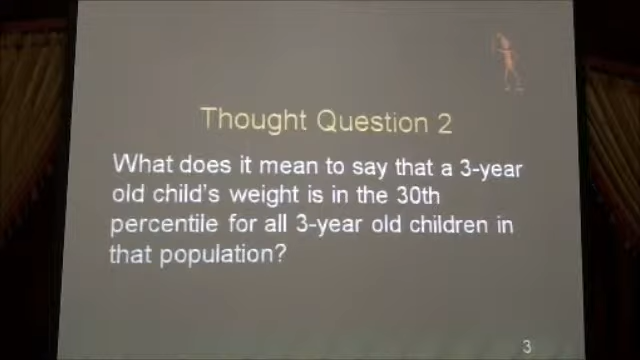 Thought Question 2
What does it mean to say that a 3-year
old child's weight is in the 30th
percentile for all 3-year old children in
that population?
3